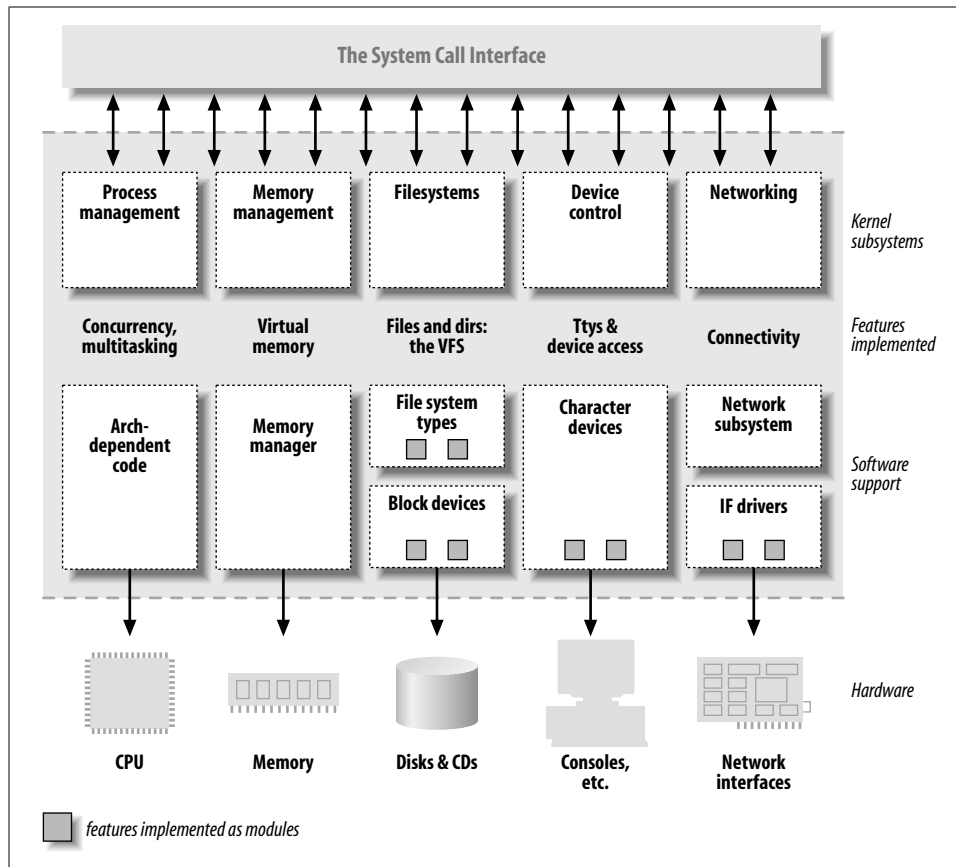 The System Call Interface
Process
management
Memory
management
Filesystems
Device
control
Networking
Kernel
subsystems
Concurrency,
multitasking
Virtual
memory
Files and dirs:
the VFS
Ttys &
device access
Connectivity
Features
implemented
Arch-
dependent
code
Memory
manager
File system
types
Block devices
Character
devices
Network
subsystem
IF drivers
Software
support
Hardware
CPU
Memory
Disks & CDs
Consoles,
etc.
Network
interfaces
features implemented as modules